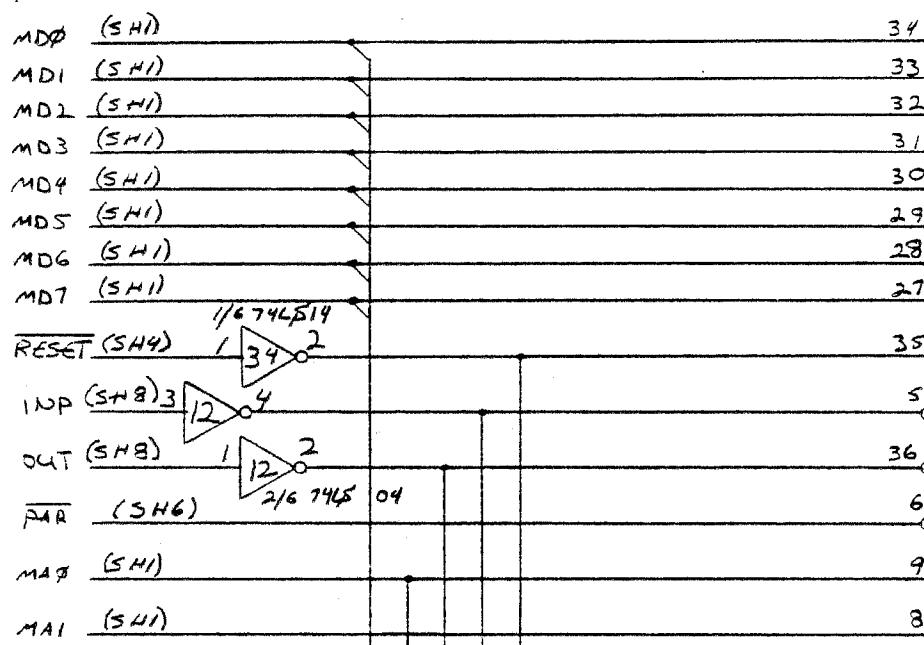 MDØ (SH1) 34
MD1 (SH1) 33
MD2 (SH1) 32
MD3 (SH1) 31
MD4 (SH1) 30
MD5 (SH1) 29
MD6 (SH1) 28
MD7 (SH1) 27
1/6 74LS14
RESET (SH4) 1 34 2 35
INP (SH8) 3 12 4 5
OUT (SH8) 1 12 2 36
2/6 74LS 04
PAR (SH6) 6
MAØ (SH1) 9
MA1 (SH1) 8